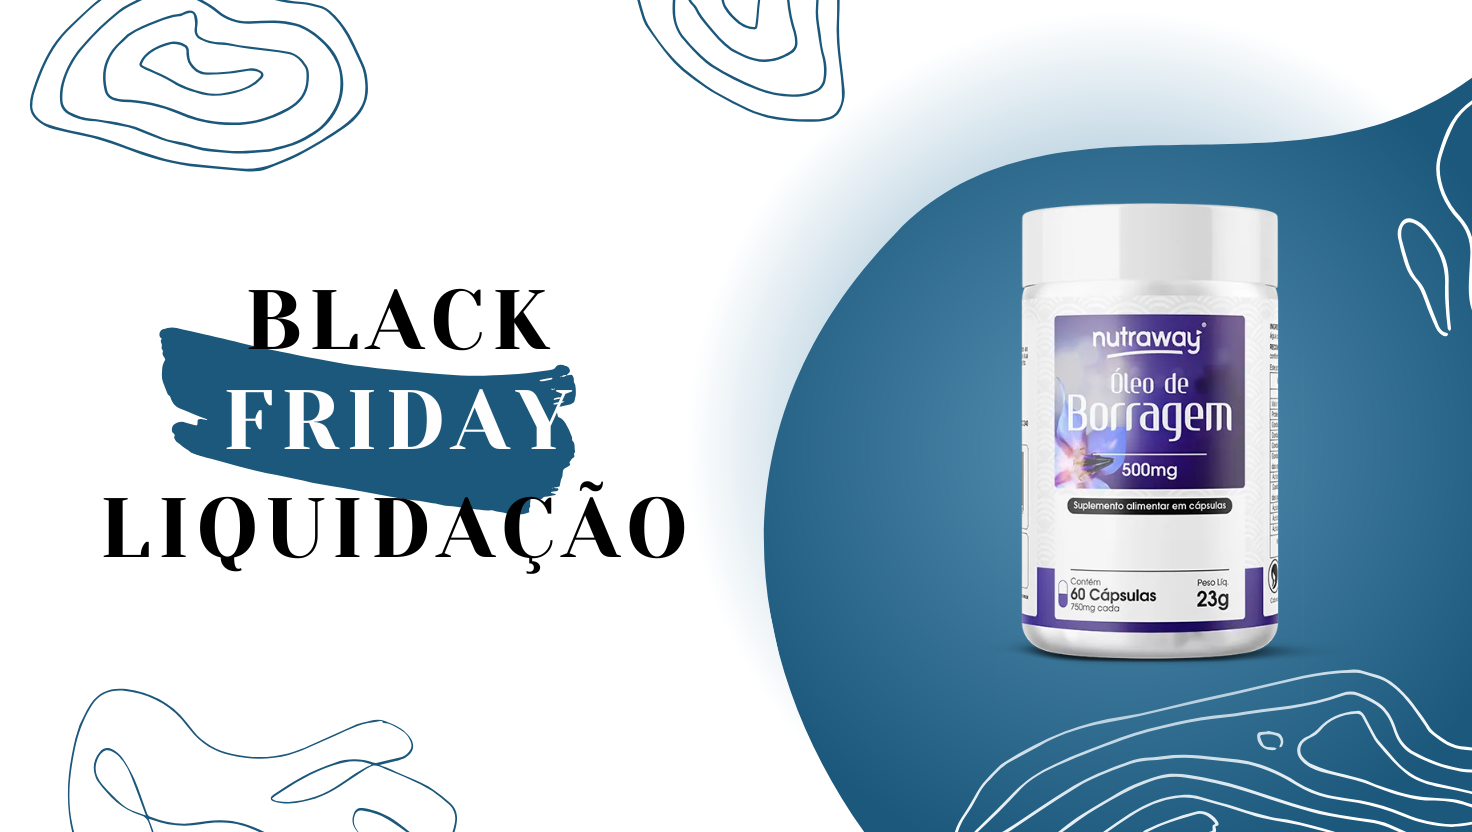 BLACK
FRIDAY
LIQUIDAÇÃO
nutraway®
Óleo de
Borragem
500mg
Suplemento alimentar em cápsulas
Contém
60 Cápsulas
750mg cada
Peso Líq.
23g